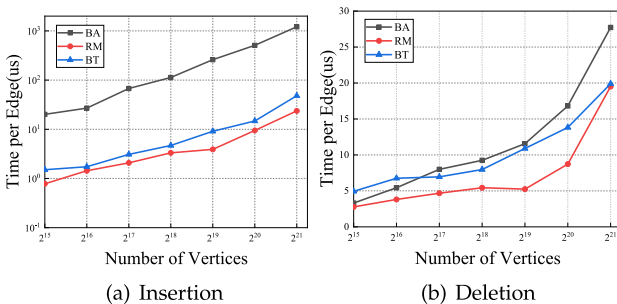 BA
RM
BT
Time per Edge(us)
10³
10²
10¹
10⁰
10⁻¹
2¹⁵ 2¹⁶ 2¹⁷ 2¹⁸ 2¹⁹ 2²⁰ 2²¹
Number of Vertices
(a) Insertion
BA
RM
BT
Time per Edge(us)
30
25
20
15
10
5
0
2¹⁵ 2¹⁶ 2¹⁷ 2¹⁸ 2¹⁹ 2²⁰ 2²¹
Number of Vertices
(b) Deletion